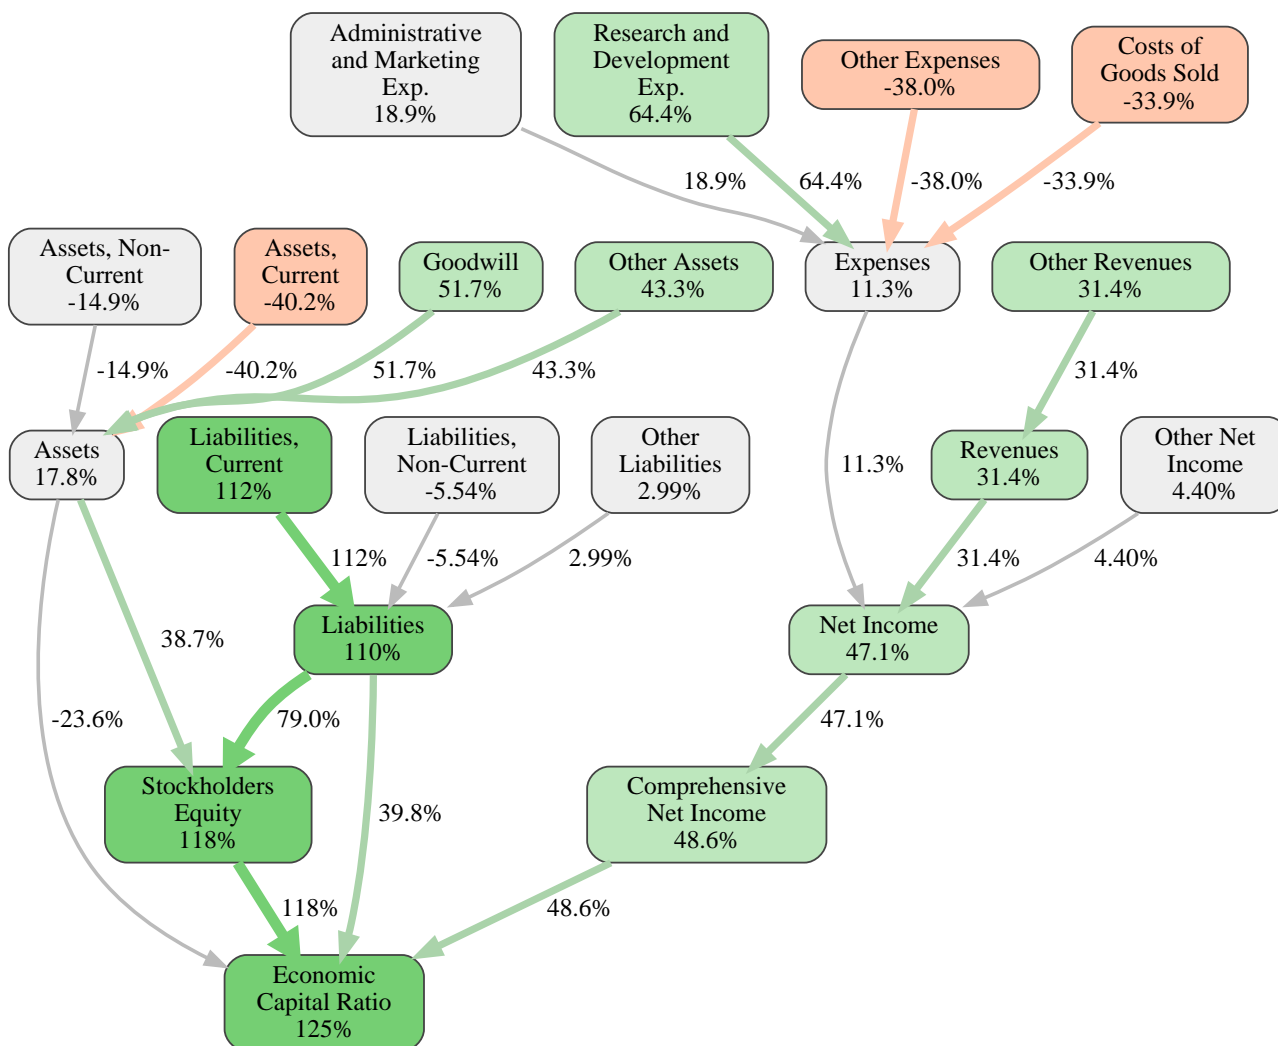 Administrative
and Marketing
Exp.
18.9%
Research and
Development
Exp.
64.4%
Other Expenses
-38.0%
Costs of
Goods Sold
-33.9%
18.9%
64.4%
-38.0%
-33.9%
Assets, Non-
Current
-14.9%
Assets,
Current
-40.2%
Goodwill
51.7%
Other Assets
43.3%
Expenses
11.3%
Other Revenues
31.4%
-14.9%
-40.2%
51.7%
43.3%
31.4%
Assets
17.8%
Liabilities,
Current
112%
Liabilities,
Non-Current
-5.54%
Other
Liabilities
2.99%
11.3%
Revenues
31.4%
Other Net
Income
4.40%
112%
-5.54%
2.99%
31.4%
4.40%
38.7%
Liabilities
110%
Net Income
47.1%
-23.6%
79.0%
47.1%
Stockholders
Equity
118%
39.8%
Comprehensive
Net Income
48.6%
118%
48.6%
Economic
Capital Ratio
125%